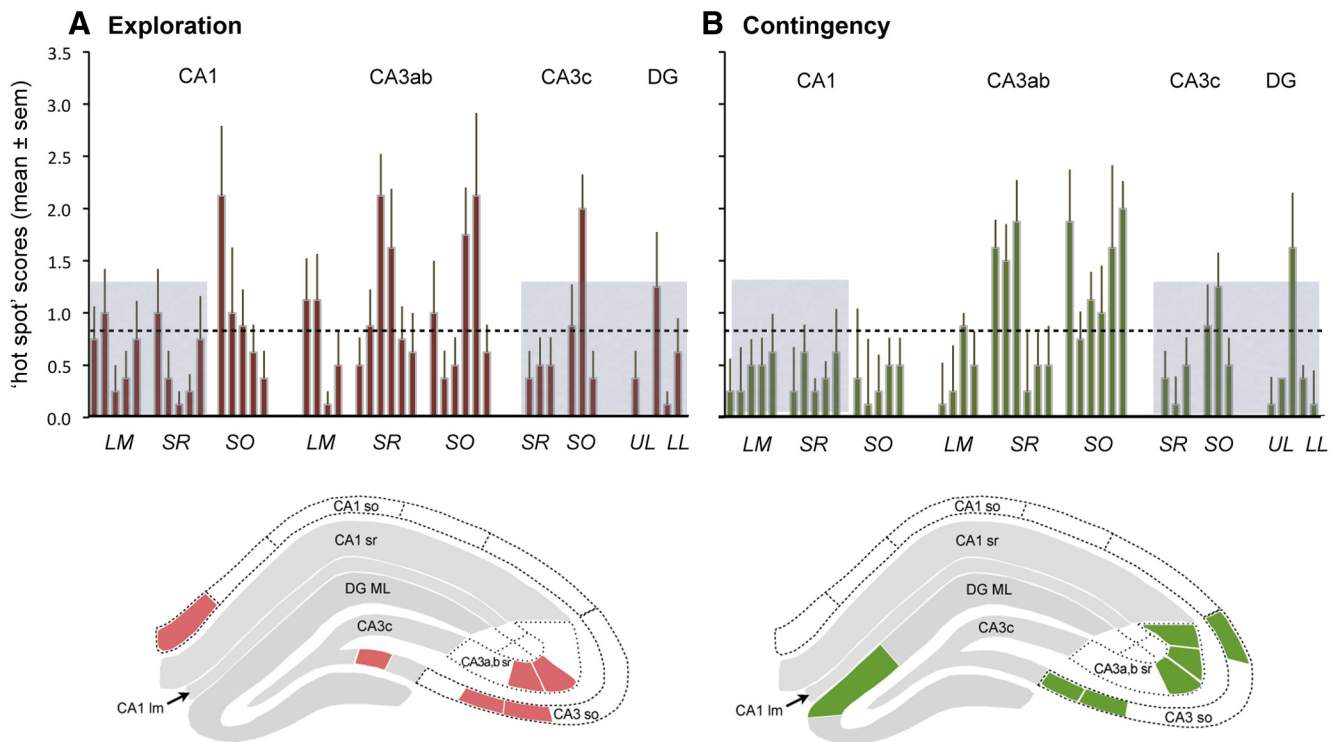 A Exploration
'hot spot' scores (mean ± sem)
3.5
3.0
2.5
2.0
1.5
1.0
0.5
0.0
CA1 CA3ab CA3c DG
LM SR SO LM SR SO SR SO UL LL
CA1 so
CA1 sr
DG ML
CA3c
CA3a,b sr
CA3 so
CA1 lm
B Contingency
CA1 CA3ab CA3c DG
LM SR SO LM SR SO SR SO UL LL
CA1 so
CA1 sr
DG ML
CA3c
CA3a,b sr
CA3 so
CA1 lm